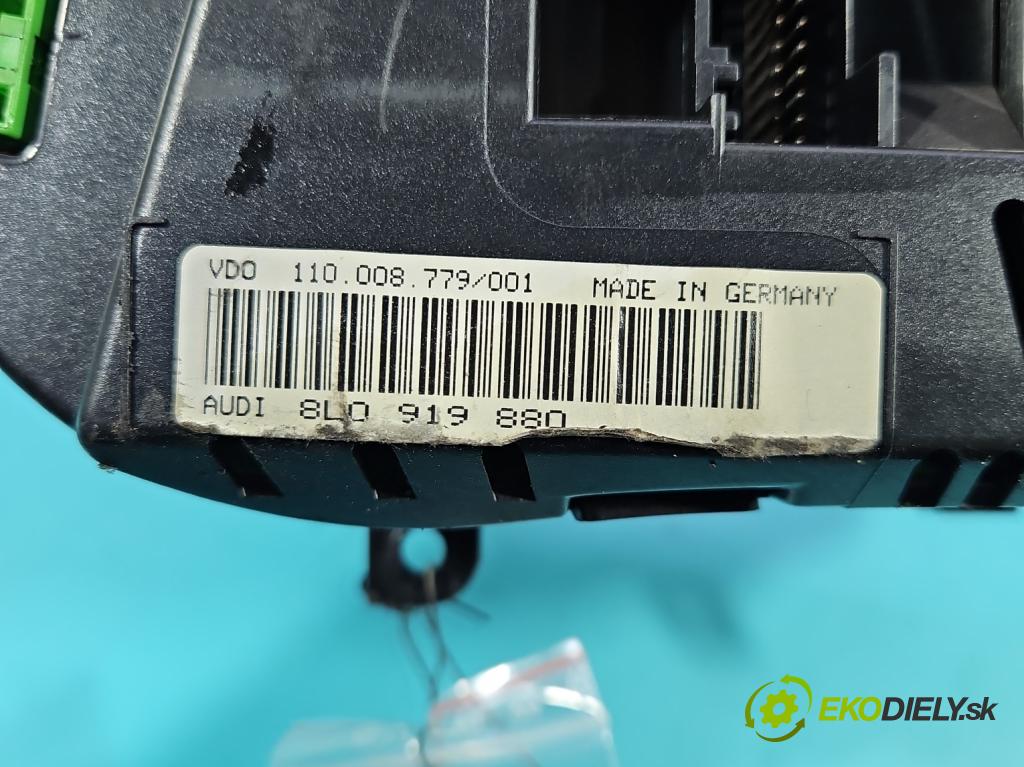 VDO 110.008.779/001 MADE IN GERMANY
AUDI 8L0 919 880
EKODIELY.sk